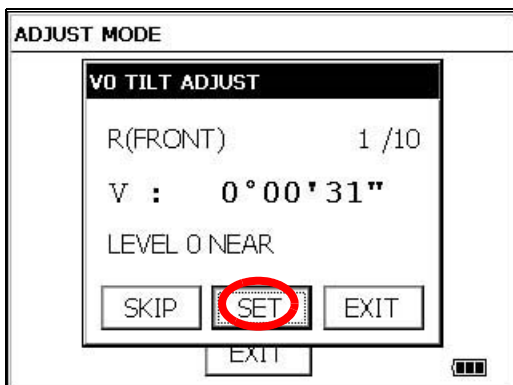 ADJUST MODE
V0 TILT ADJUST
R(FRONT) 1 /10
V : 0°00'31"
LEVEL 0 NEAR
SKIP SET EXIT
EXIT